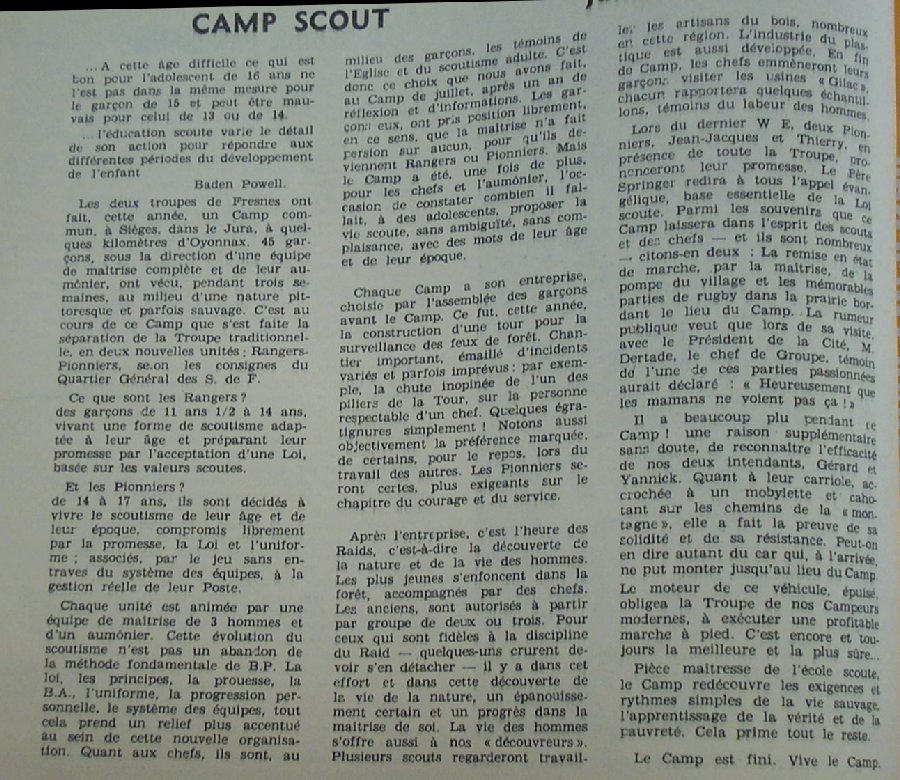 CAMP SCOUT
... A cette âge difficile ce qui est
bon pour l'adolescent de 16 ans ne
l'est pas dans la même mesure pour
le garçon de 15 et peut être mau-
vais pour celui de 13 ou de 14.
... l'éducation scoute varie le détail
de son action pour répondre aux
différentes périodes du développement
de l'enfant
Baden Powell.
Les deux troupes de Fresnes ont
fait, cette année, un Camp com-
mun, à Sièges, dans le Jura, à quel-
ques kilomètres d'Oyonnax. 45 gar-
çons, sous la direction d'une équipe
de maîtrise complète et de leur au-
mônier, ont vécu, pendant trois se-
maines, au milieu d'une nature pit-
toresque et parfois sauvage. C'est au
cours de ce Camp que s'est faite la
séparation de la Troupe traditionnel-
le, en deux nouvelles unités : Rangers-
Pionniers, selon les consignes du
Quartier Général des S. de F.
Ce que sont les Rangers ?
des garçons de 11 ans 1/2 à 14 ans,
vivant une forme de scoutisme adap-
tée à leur âge et préparant leur
promesse par l'acceptation d'une Loi,
basée sur les valeurs scoutes.
Et les Pionniers ?
de 14 à 17 ans, ils sont décidés à
vivre le scoutisme de leur âge et de
leur époque, compromis librement
par la promesse, la Loi et l'unifor-
me ; associés, par le jeu sans en-
traves du système des équipes, à la
gestion réelle de leur Poste.
Chaque unité est animée par une
équipe de maîtrise de 3 hommes et
d'un aumônier. Cette évolution du
scoutisme n'est pas un abandon de
la méthode fondamentale de B.P. La
loi, les principes, la prouesse, la
B.A., l'uniforme, la progression per-
sonnelle, le système des équipes, tout
cela prend un relief plus accentué
au sein de cette nouvelle organisa-
tion. Quant aux chefs, ils sont, au
milieu des garçons, les témoins de
l'Eglise et du scoutisme adulte. C'est
donc ce choix que nous avons fait,
au Camp de juillet, après un an de
réflexion et d'informations. Les gar-
çons eux, ont pris position librement,
en ce sens, que la maîtrise n'a fait
persion sur aucun, pour qu'ils de-
viennent Rangers ou Pionniers. Mais
le Camp a été, une fois de plus,
pour les chefs et l'aumônier, l'oc-
casion de constater combien il fal-
lait, à des adolescents, proposer la
vie scoute, sans ambiguïté, sans com-
plaisance, avec des mots de leur âge
et de leur époque.
Chaque Camp a son entreprise,
choisie par l'assemblée des garçons
avant le Camp. Ce fut, cette année,
la construction d'une tour pour la
surveillance des feux de forêt. Chan-
tier important, émaillé d'incidents
variés et parfois imprévus : par exem-
ple, la chute inopinée de l'un des
piliers de la Tour, sur la personne
respectable d'un chef. Quelques égra-
tignures simplement ! Notons aussi
objectivement la préférence marquée,
de certains, pour le repos, lors du
travail des autres. Les Pionniers se-
ront certes, plus exigeants sur le
chapitre du courage et du service.
Après l'entreprise, c'est l'heure des
Raids, c'est-à-dire la découverte de
la nature et de la vie des hommes.
Les plus jeunes s'enfoncent dans la
forêt, accompagnés par des chefs.
Les anciens, sont autorisés à partir
par groupe de deux ou trois. Pour
ceux qui sont fidèles à la discipline
du Raid — quelques-uns crurent de-
voir s'en détacher — il y a dans cet
effort et dans cette découverte de
la vie de la nature, un épanouisse-
ment certain et un progrès dans la
maîtrise de soi. La vie des hommes
s'offre aussi à nos « découvreurs ».
Plusieurs scouts regarderont travail-
ler les artisans du bois, nombreux
en cette région. L'industrie du plas-
tique est aussi développée. En fin
de Camp, les chefs emmèneront leurs
garçons visiter les usines « Gilac »,
chacun rapportera quelques échantil-
lons, témoins du labeur des hommes.
Lors du dernier W E, deux Pion-
niers, Jean-Jacques et Thierry, en
présence de toute la Troupe, pro-
nonceront leur promesse. Le Père
Springer redira à tous l'appel évan-
gélique, base essentielle de la Loi
scoute. Parmi les souvenirs que ce
Camp laissera dans l'esprit des scouts
et des chefs — et ils sont nombreux
— citons-en deux : La remise en état
de marche, par la maîtrise, de la
pompe du village et les mémorables
parties de rugby dans la prairie bor-
dant le lieu du Camp. La rumeur
publique veut que lors de sa visite,
avec le Président de la Cité, M.
Dertade, le chef de Groupe, témoin
de l'une de ces parties passionnées
aurait déclaré : « Heureusement que
les mamans ne voient pas ça ! »
Il a beaucoup plu pendant ce
Camp ! une raison supplémentaire
sans doute, de reconnaître l'efficacité
de nos deux intendants, Gérard et
Yannick. Quant à leur carriole, ac-
crochée à un mobylette et caho-
tant sur les chemins de la « mon-
tagne », elle a fait la preuve de sa
solidité et de sa résistance. Peut-on
en dire autant du car qui, à l'arrivée,
ne put monter jusqu'au lieu du Camp.
Le moteur de ce véhicule, épuisé,
obligea la Troupe de nos Campeurs
modernes, à exécuter une profitable
marche à pied. C'est encore et tou-
jours la meilleure et la plus sûre...
Pièce maîtresse de l'école scoute,
le Camp redécouvre les exigences et
rythmes simples de la vie sauvage,
l'apprentissage de la vérité et de la
pauvreté. Cela prime tout le reste.
Le Camp est fini. Vive le Camp.